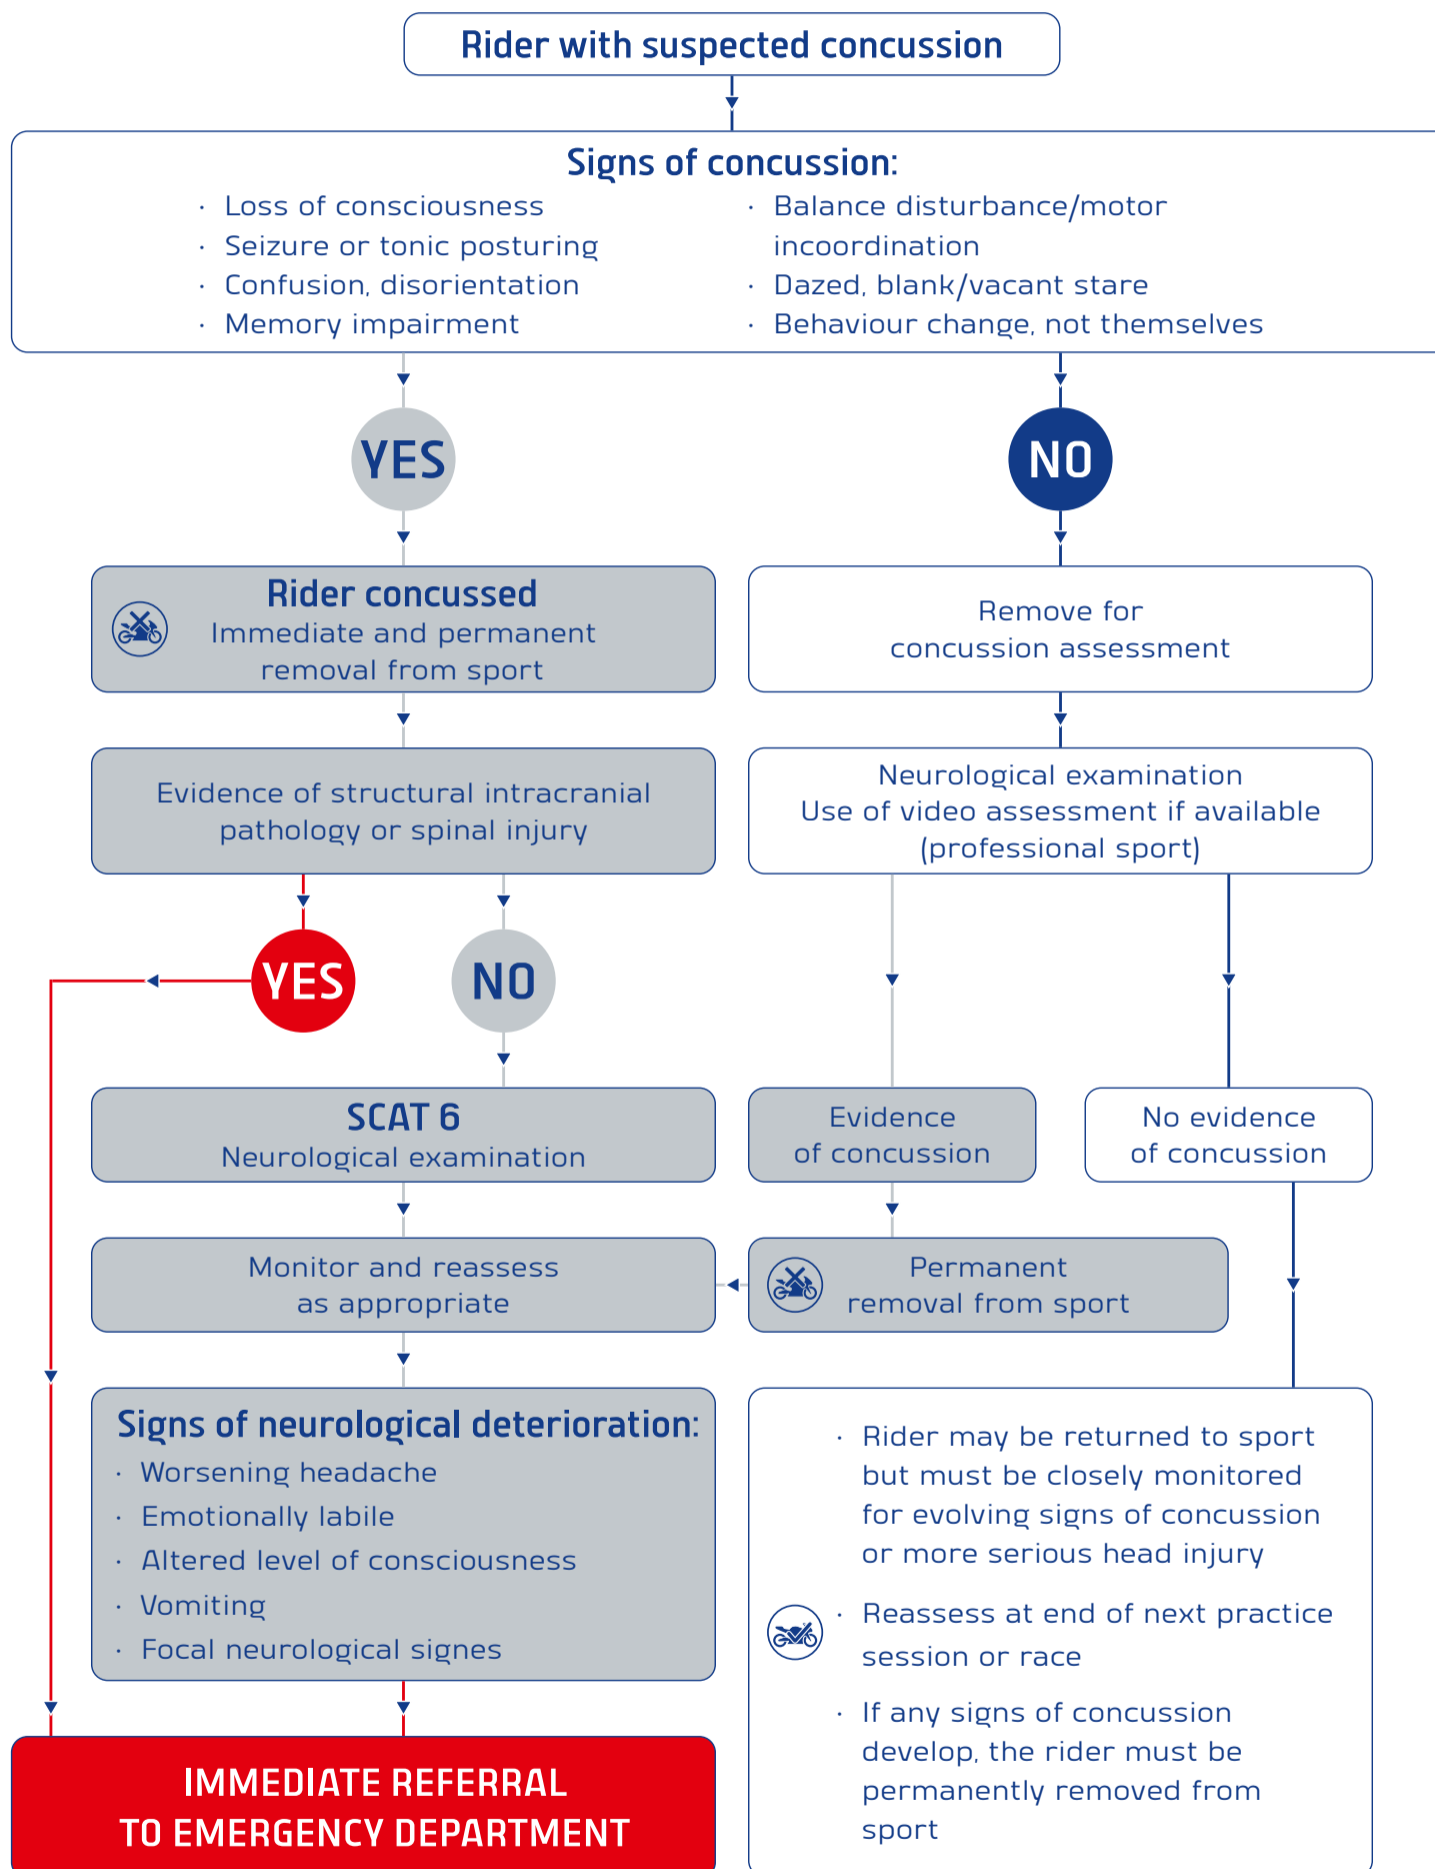 Rider with suspected concussion
Signs of concussion:
· Loss of consciousness
· Seizure or tonic posturing
· Confusion, disorientation
· Memory impairment
· Balance disturbance/motor
incoordination
· Dazed, blank/vacant stare
· Behaviour change, not themselves
YES
NO
Rider concussed
Immediate and permanent
removal from sport
Remove for
concussion assessment
Evidence of structural intracranial
pathology or spinal injury
Neurological examination
Use of video assessment if available
(professional sport)
YES
NO
SCAT 6
Neurological examination
Evidence
of concussion
No evidence
of concussion
Monitor and reassess
as appropriate
Permanent
removal from sport
Signs of neurological deterioration:
· Worsening headache
· Emotionally labile
· Altered level of consciousness
· Vomiting
· Focal neurological signes
· Rider may be returned to sport
but must be closely monitored
for evolving signs of concussion
or more serious head injury
· Reassess at end of next practice
session or race
· If any signs of concussion
develop, the rider must be
permanently removed from
sport
IMMEDIATE REFERRAL
TO EMERGENCY DEPARTMENT